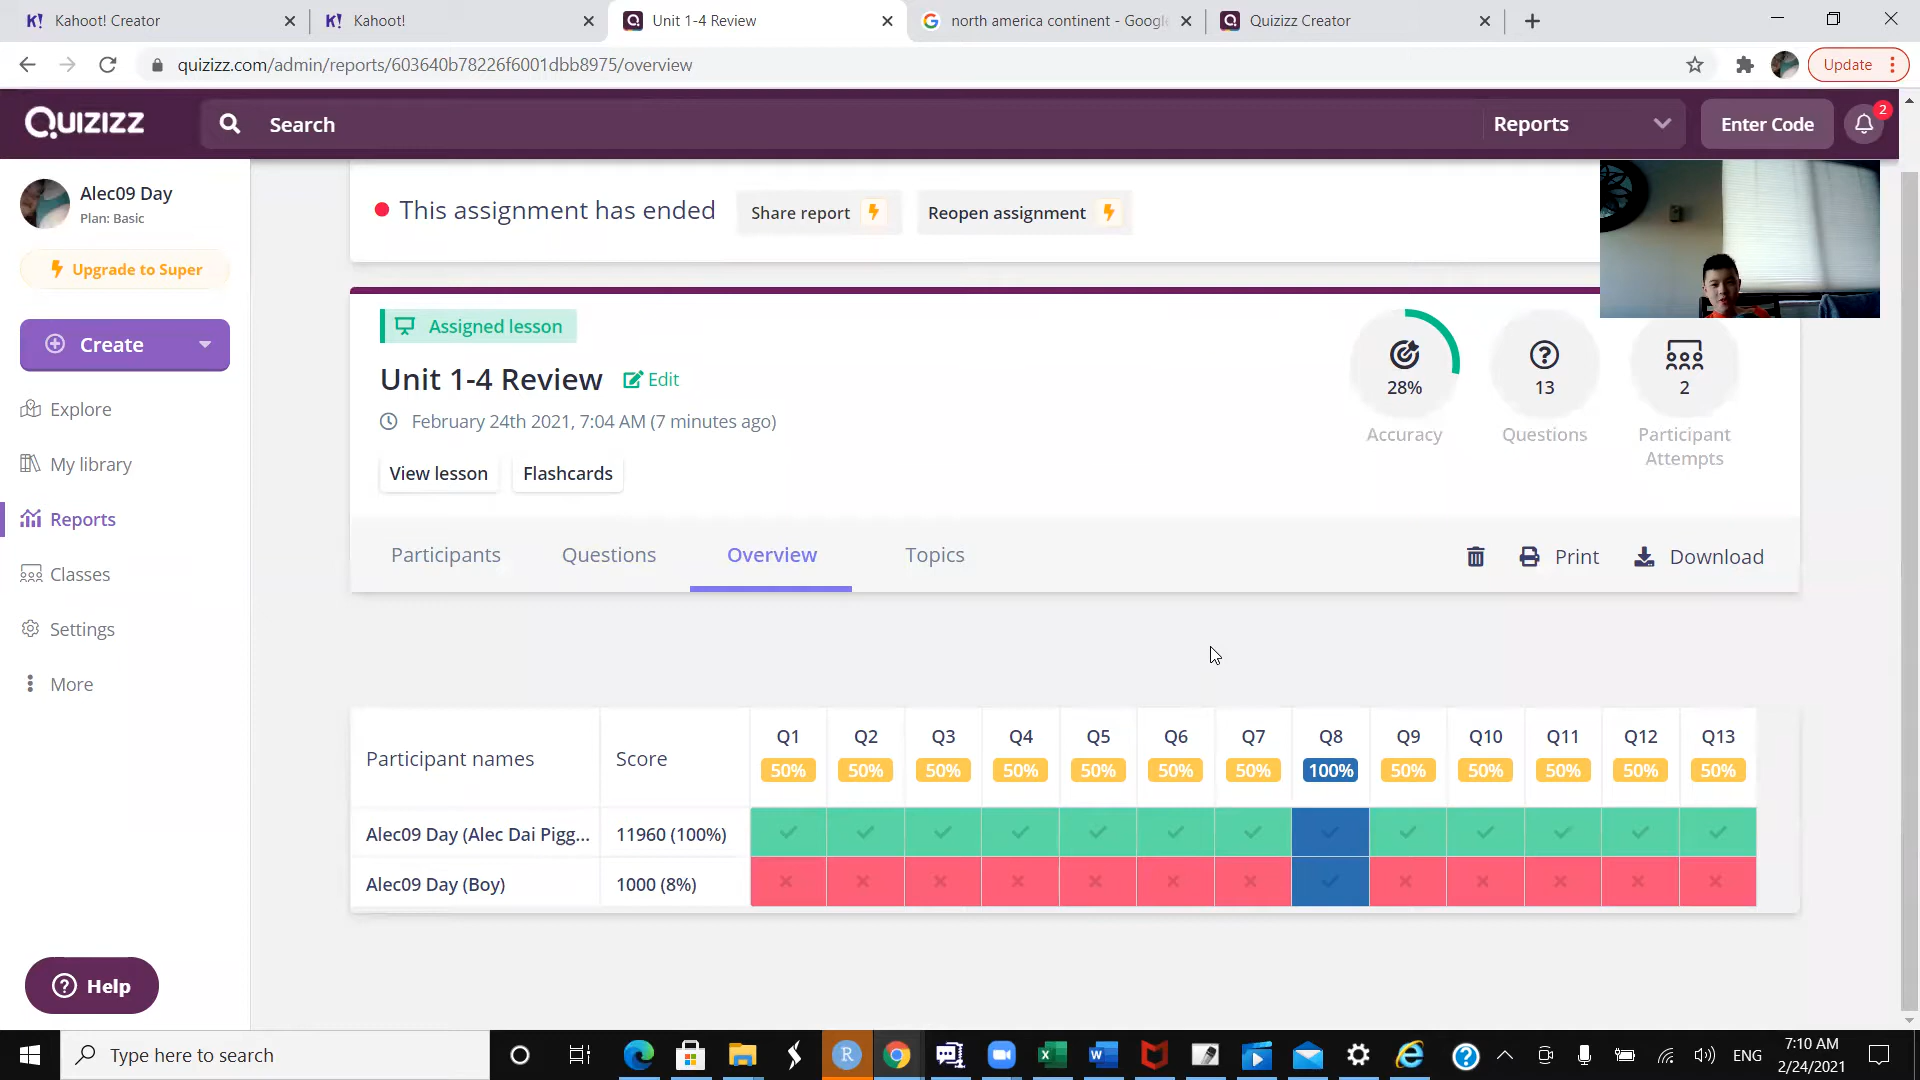 Kahoot! Creator
Kahoot!
Unit 1-4 Review
north america continent - Google
Quizizz Creator
quizizz.com/admin/reports/603640b78226f6001dbb8975/overview
Update
Quizizz
Search
Reports
Enter Code
2
Alec09 Day
Plan: Basic
Upgrade to Super
Create
Explore
My library
Reports
Classes
Settings
More
Help
This assignment has ended
Share report
Reopen assignment
Assigned lesson
Unit 1-4 Review
Edit
February 24th 2021, 7:04 AM (7 minutes ago)
View lesson
Flashcards
28%
13
2
Accuracy
Questions
Participant
Attempts
Participants
Questions
Overview
Topics
Print
Download
Participant names
Score
Q1 Q2 Q3 Q4 Q5 Q6 Q7 Q8 Q9 Q10 Q11 Q12 Q13
50% 50% 50% 50% 50% 50% 50% 100% 50% 50% 50% 50% 50%
Alec09 Day (Alec Dai Pigg... 11960 (100%)
Alec09 Day (Boy) 1000 (8%)
Type here to search
ENG
7:10 AM
2/24/2021